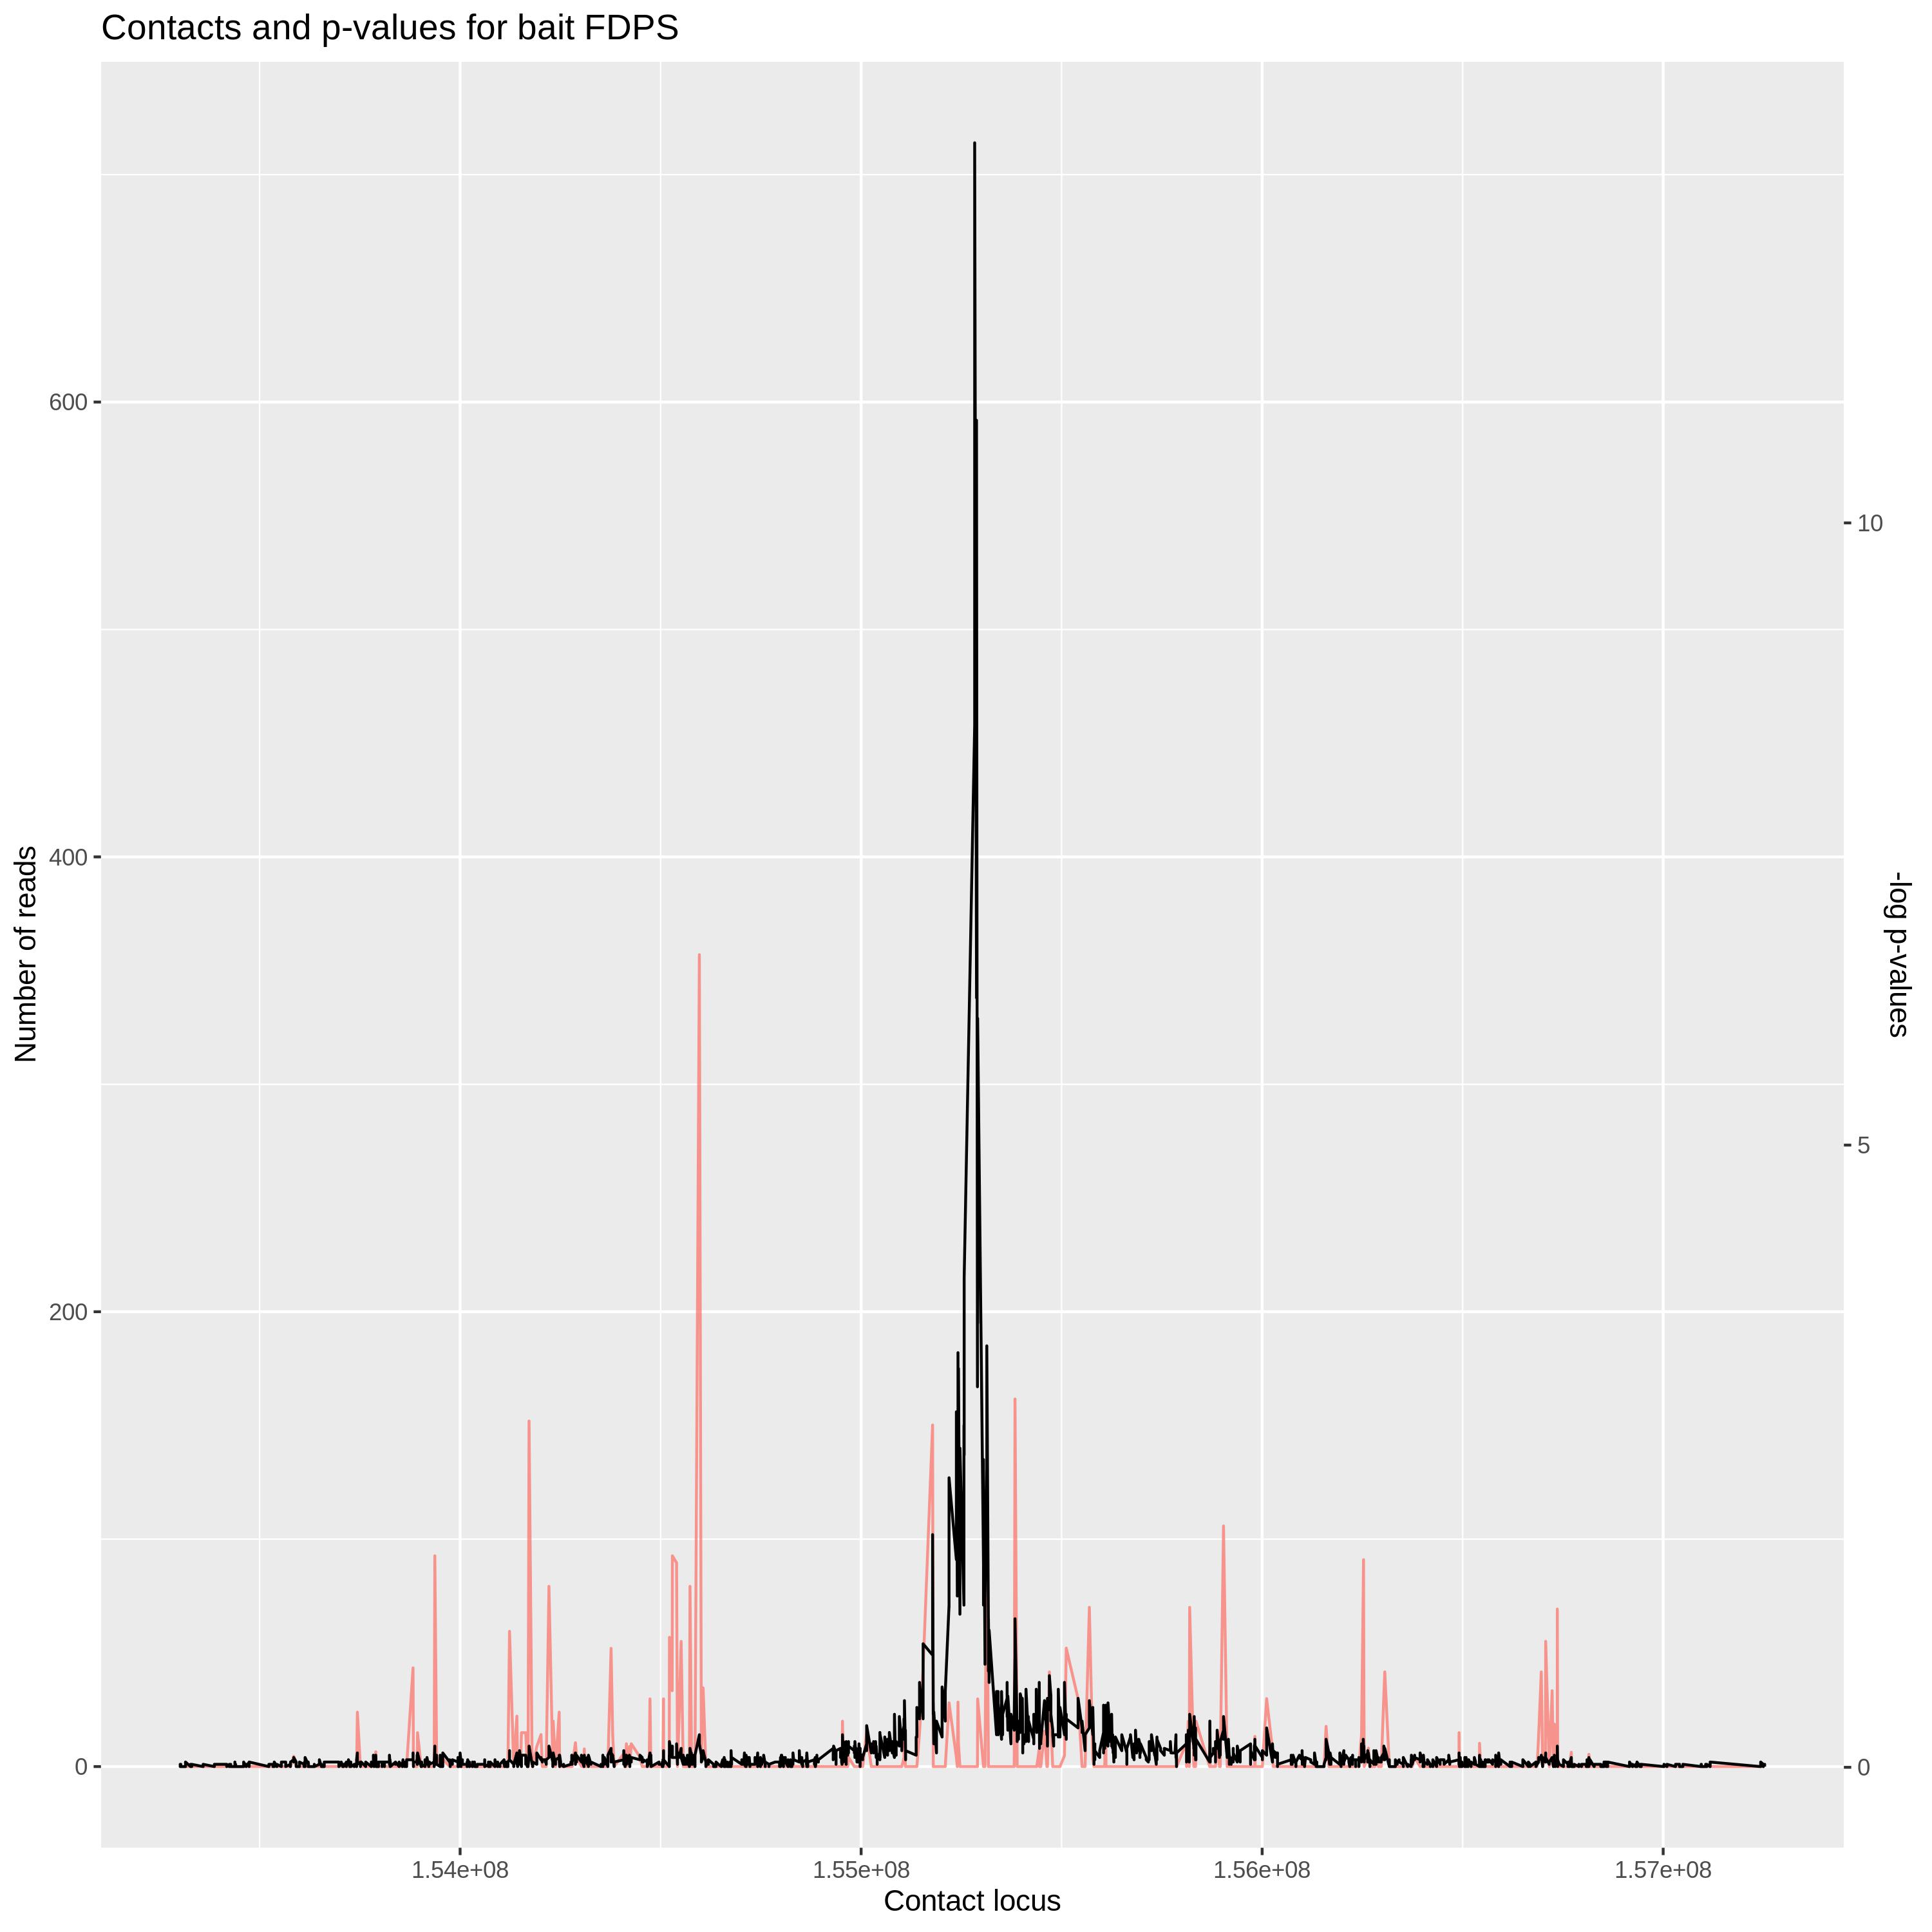 Contacts and p-values for bait FDPS
Number of reads
600
400
200
0
10
5
0
-log p-values
1.54e+08
1.55e+08
1.56e+08
1.57e+08
Contact locus